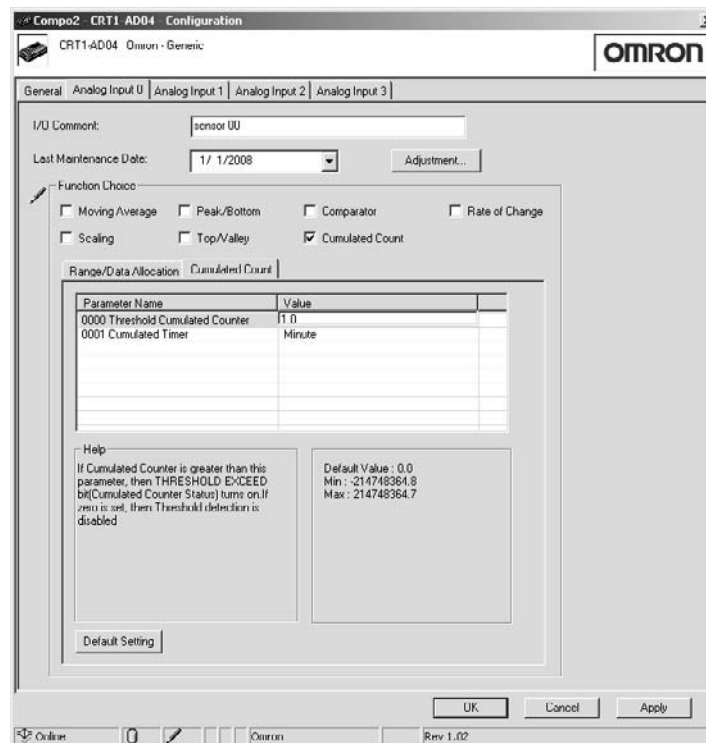 Compo2 - CRT1-AD04 - Configuration
CRT1-AD04 Omron - Generic
OMRON
General Analog Input 0 Analog Input 1 Analog Input 2 Analog Input 3
I/O Comment: sensor 00
Last Maintenance Date: 1/ 1/2008 Adjustment...
Function Choice
Moving Average Peak/Bottom Comparator Rate of Change
Scaling Top/Valley Cumulated Count
Range/Data Allocation Cumulated Count
Parameter Name Value
0000 Threshold Cumulated Counter 1.0
0001 Cumulated Timer Minute
Help
If Cumulated Counter is greater than this
parameter, then THRESHOLD EXCEED
bit(Cumulated Counter Status) turns on.If
zero is set, then Threshold detection is
disabled
Default Value : 0.0
Min : -214748364.8
Max : 214748364.7
Default Setting
OK Cancel Apply
Online Omron Rev 1.02